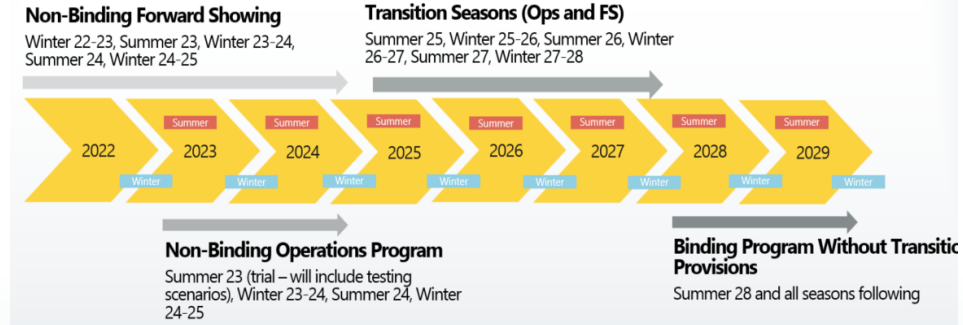 Non-Binding Forward Showing
Winter 22-23, Summer 23, Winter 23-24,
Summer 24, Winter 24-25
Transition Seasons (Ops and FS)
Summer 25, Winter 25-26, Summer 26, Winter
26-27, Summer 27, Winter 27-28
Summer
Summer
Summer
Summer
Summer
Summer
Summer
2022
2023
2024
2025
2026
2027
2028
2029
Winter
Winter
Winter
Winter
Winter
Winter
Winter
Winter
Non-Binding Operations Program
Summer 23 (trial – will include testing
scenarios), Winter 23-24, Summer 24, Winter
24-25
Binding Program Without Transitio
Provisions
Summer 28 and all seasons following